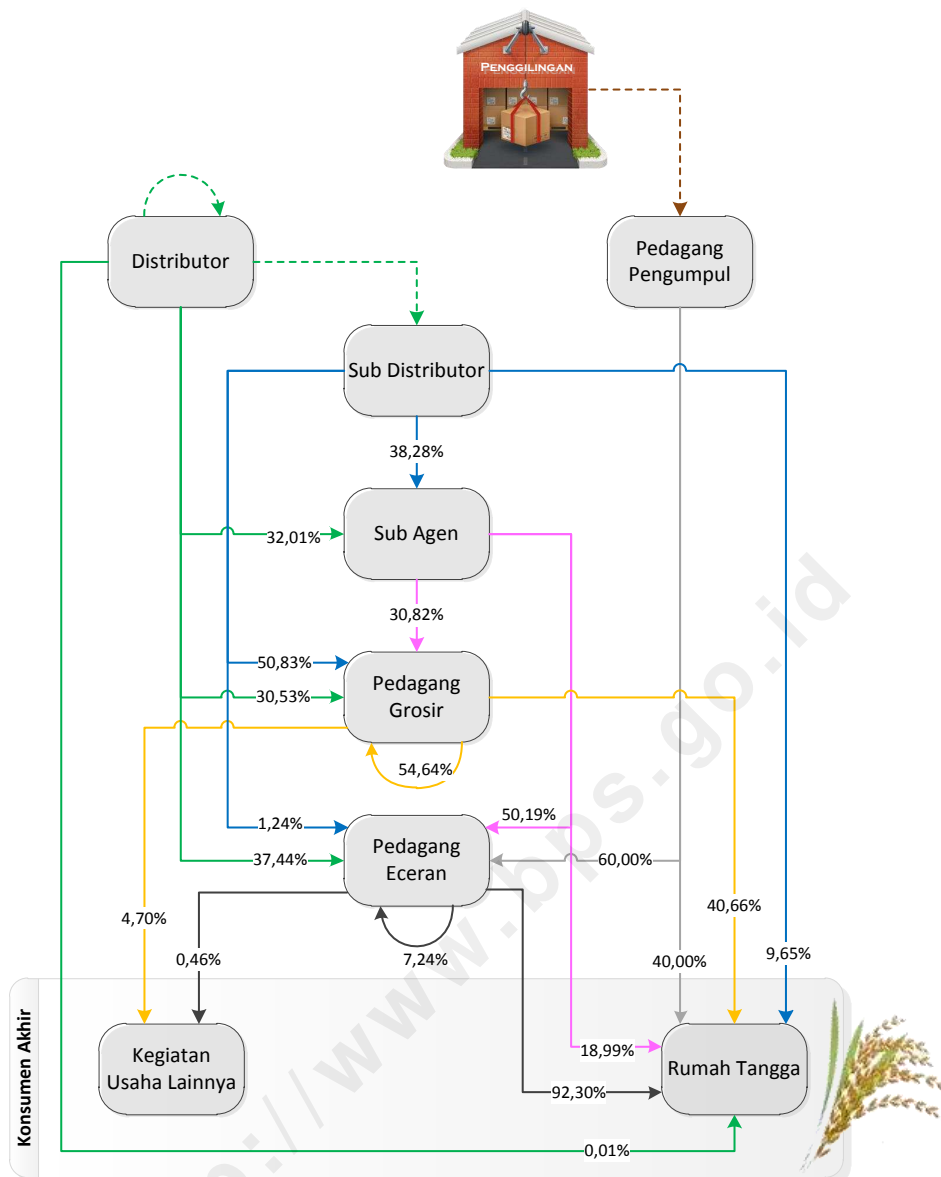 PENGGILINGAN
Distributor
Pedagang
Pengumpul
Sub Distributor
38,28%
Sub Agen
32,01%
30,82%
50,83%
Pedagang
Grosir
30,53%
54,64%
50,19%
1,24%
Pedagang
Eceran
37,44%
60,00%
4,70%
40,66%
0,46%
7,24%
40,00%
9,65%
Konsumen Akhir
Kegiatan
Usaha Lainnya
18,99%
Rumah Tangga
92,30%
0,01%
p://www.bps.go.id